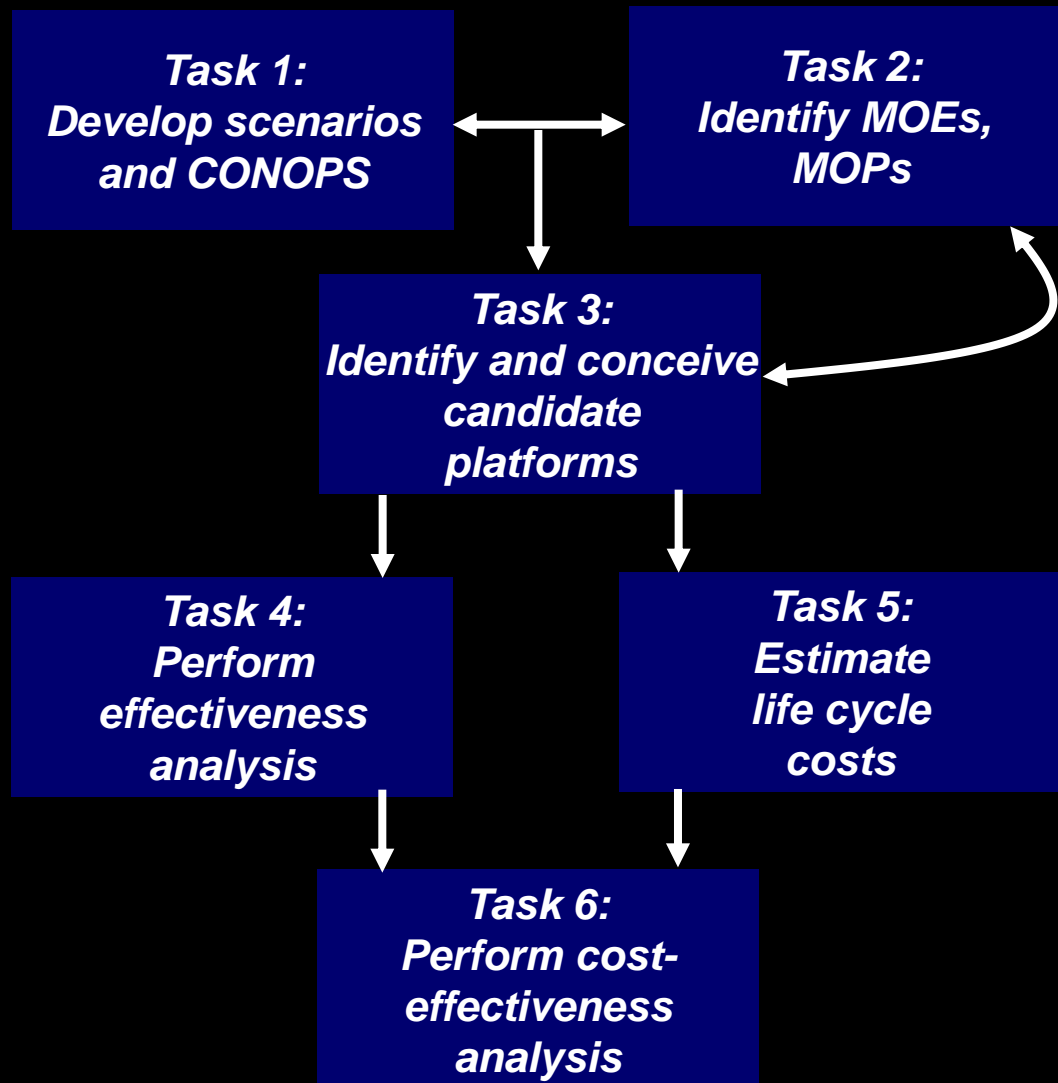 Task 1:
Develop scenarios
and CONOPS
Task 2:
Identify MOEs,
MOPs
Task 3:
Identify and conceive
candidate
platforms
Task 4:
Perform
effectiveness
analysis
Task 5:
Estimate
life cycle
costs
Task 6:
Perform cost-
effectiveness
analysis